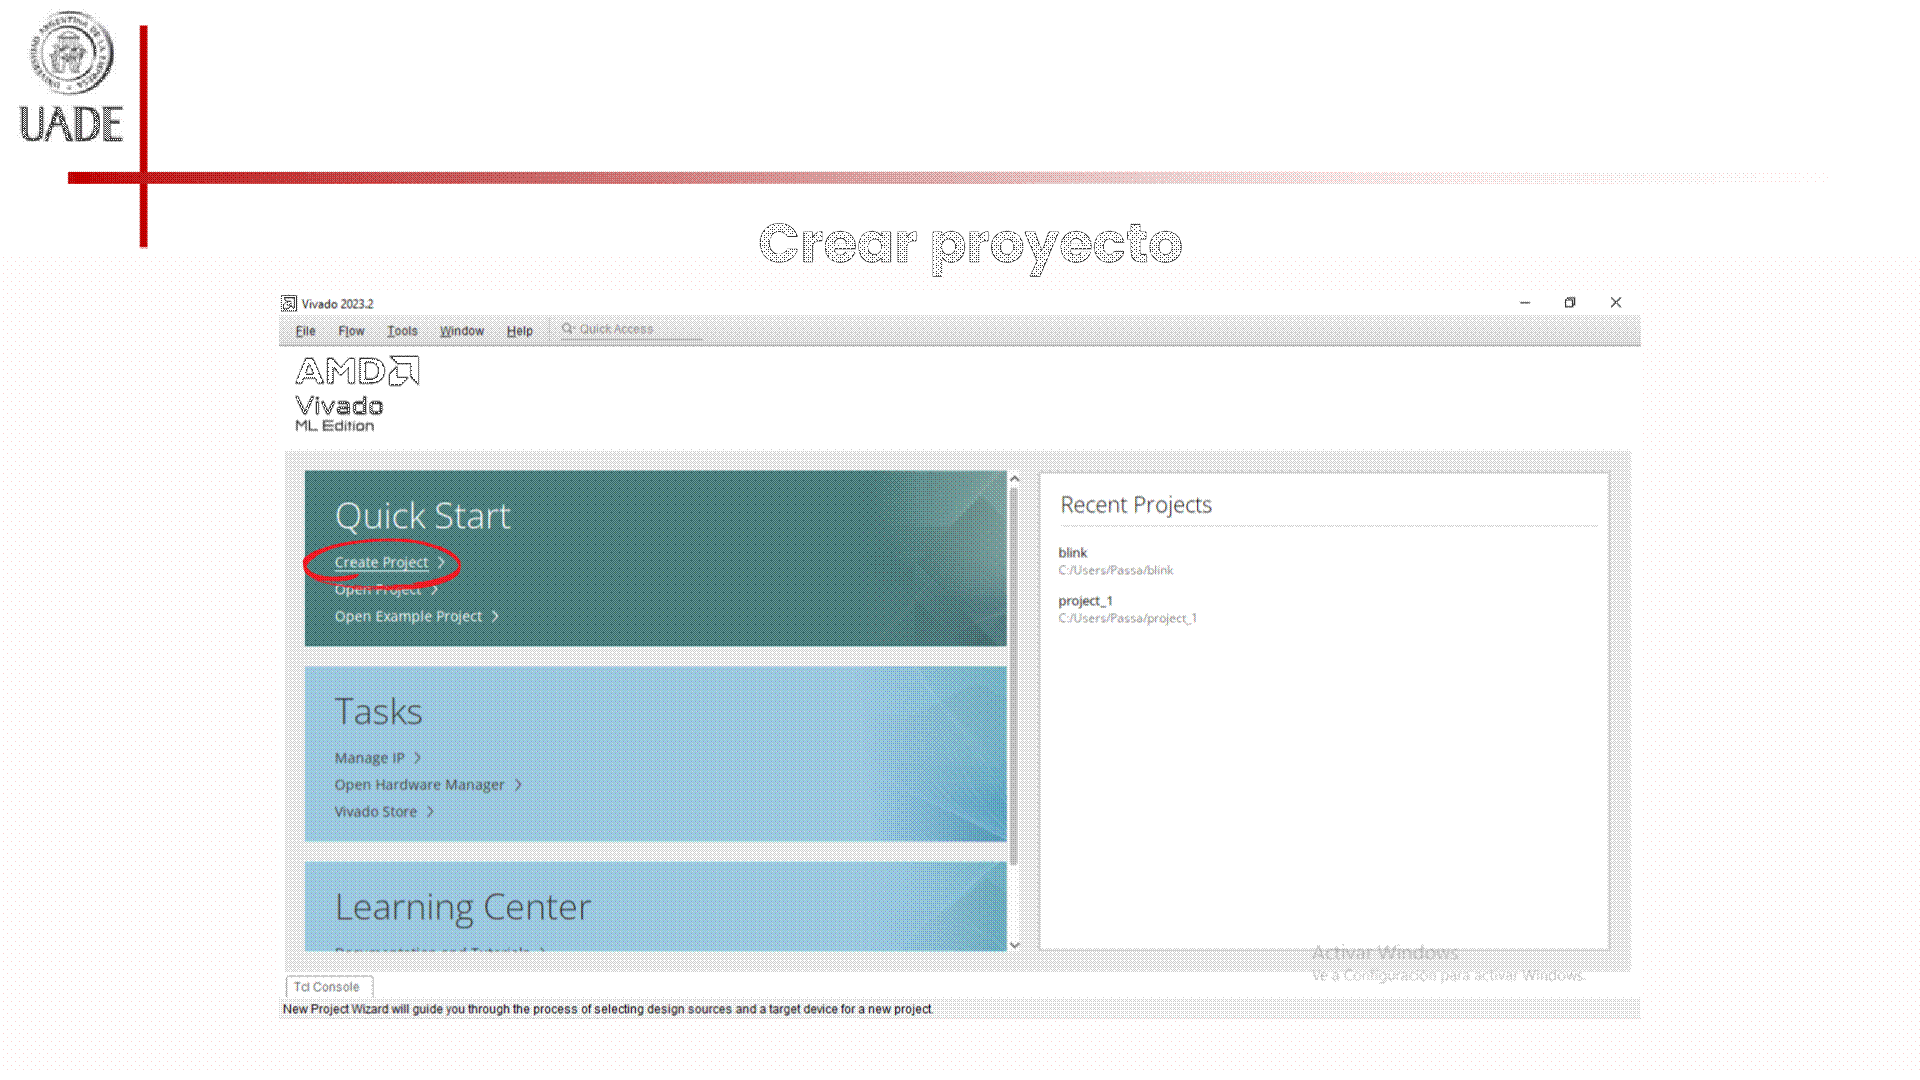 UADE
Crear proyecto
Vivado 2023.2
File Flow Tools Window Help Quick Access
AMD
Vivado
ML Edition
Quick Start
Create Project
Open Project
Open Example Project
Tasks
Manage IP
Open Hardware Manager
Vivado Store
Learning Center
Documentation and Tutorials
Recent Projects
blink
C:/Users/Passa/blink
project_1
C:/Users/Passa/project_1
Activar Windows
Ve a Configuración para activar Windows.
Tcl Console
New Project Wizard will guide you through the process of selecting design sources and a target device for a new project.